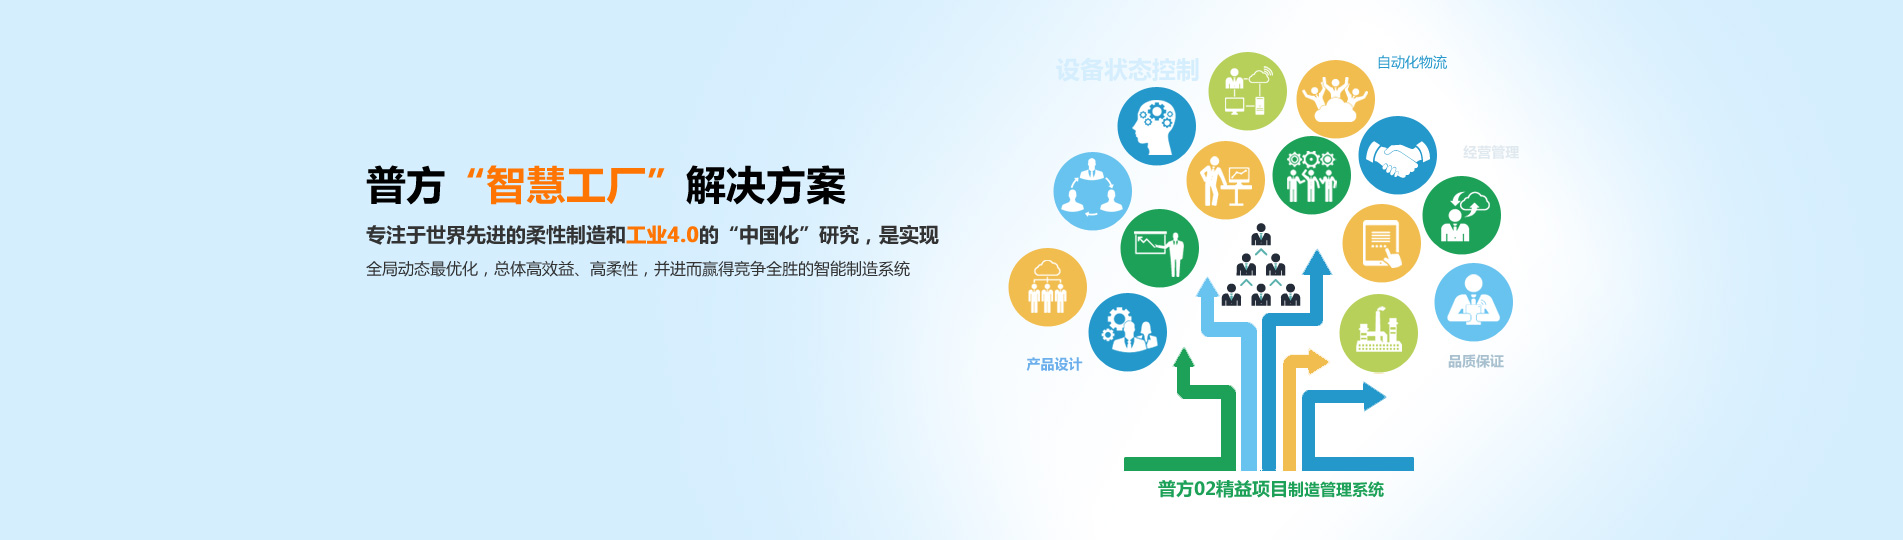 普方“智慧工厂”解决方案
专注于世界先进的柔性制造和工业4.0的“中国化”研究，是实现
全局动态最优化，总体高效益、高柔性，并进而赢得竞争全胜的智能制造系统
设备状态控制
自动化物流
经营管理
产品设计
品质保证
普方02精益项目制造管理系统